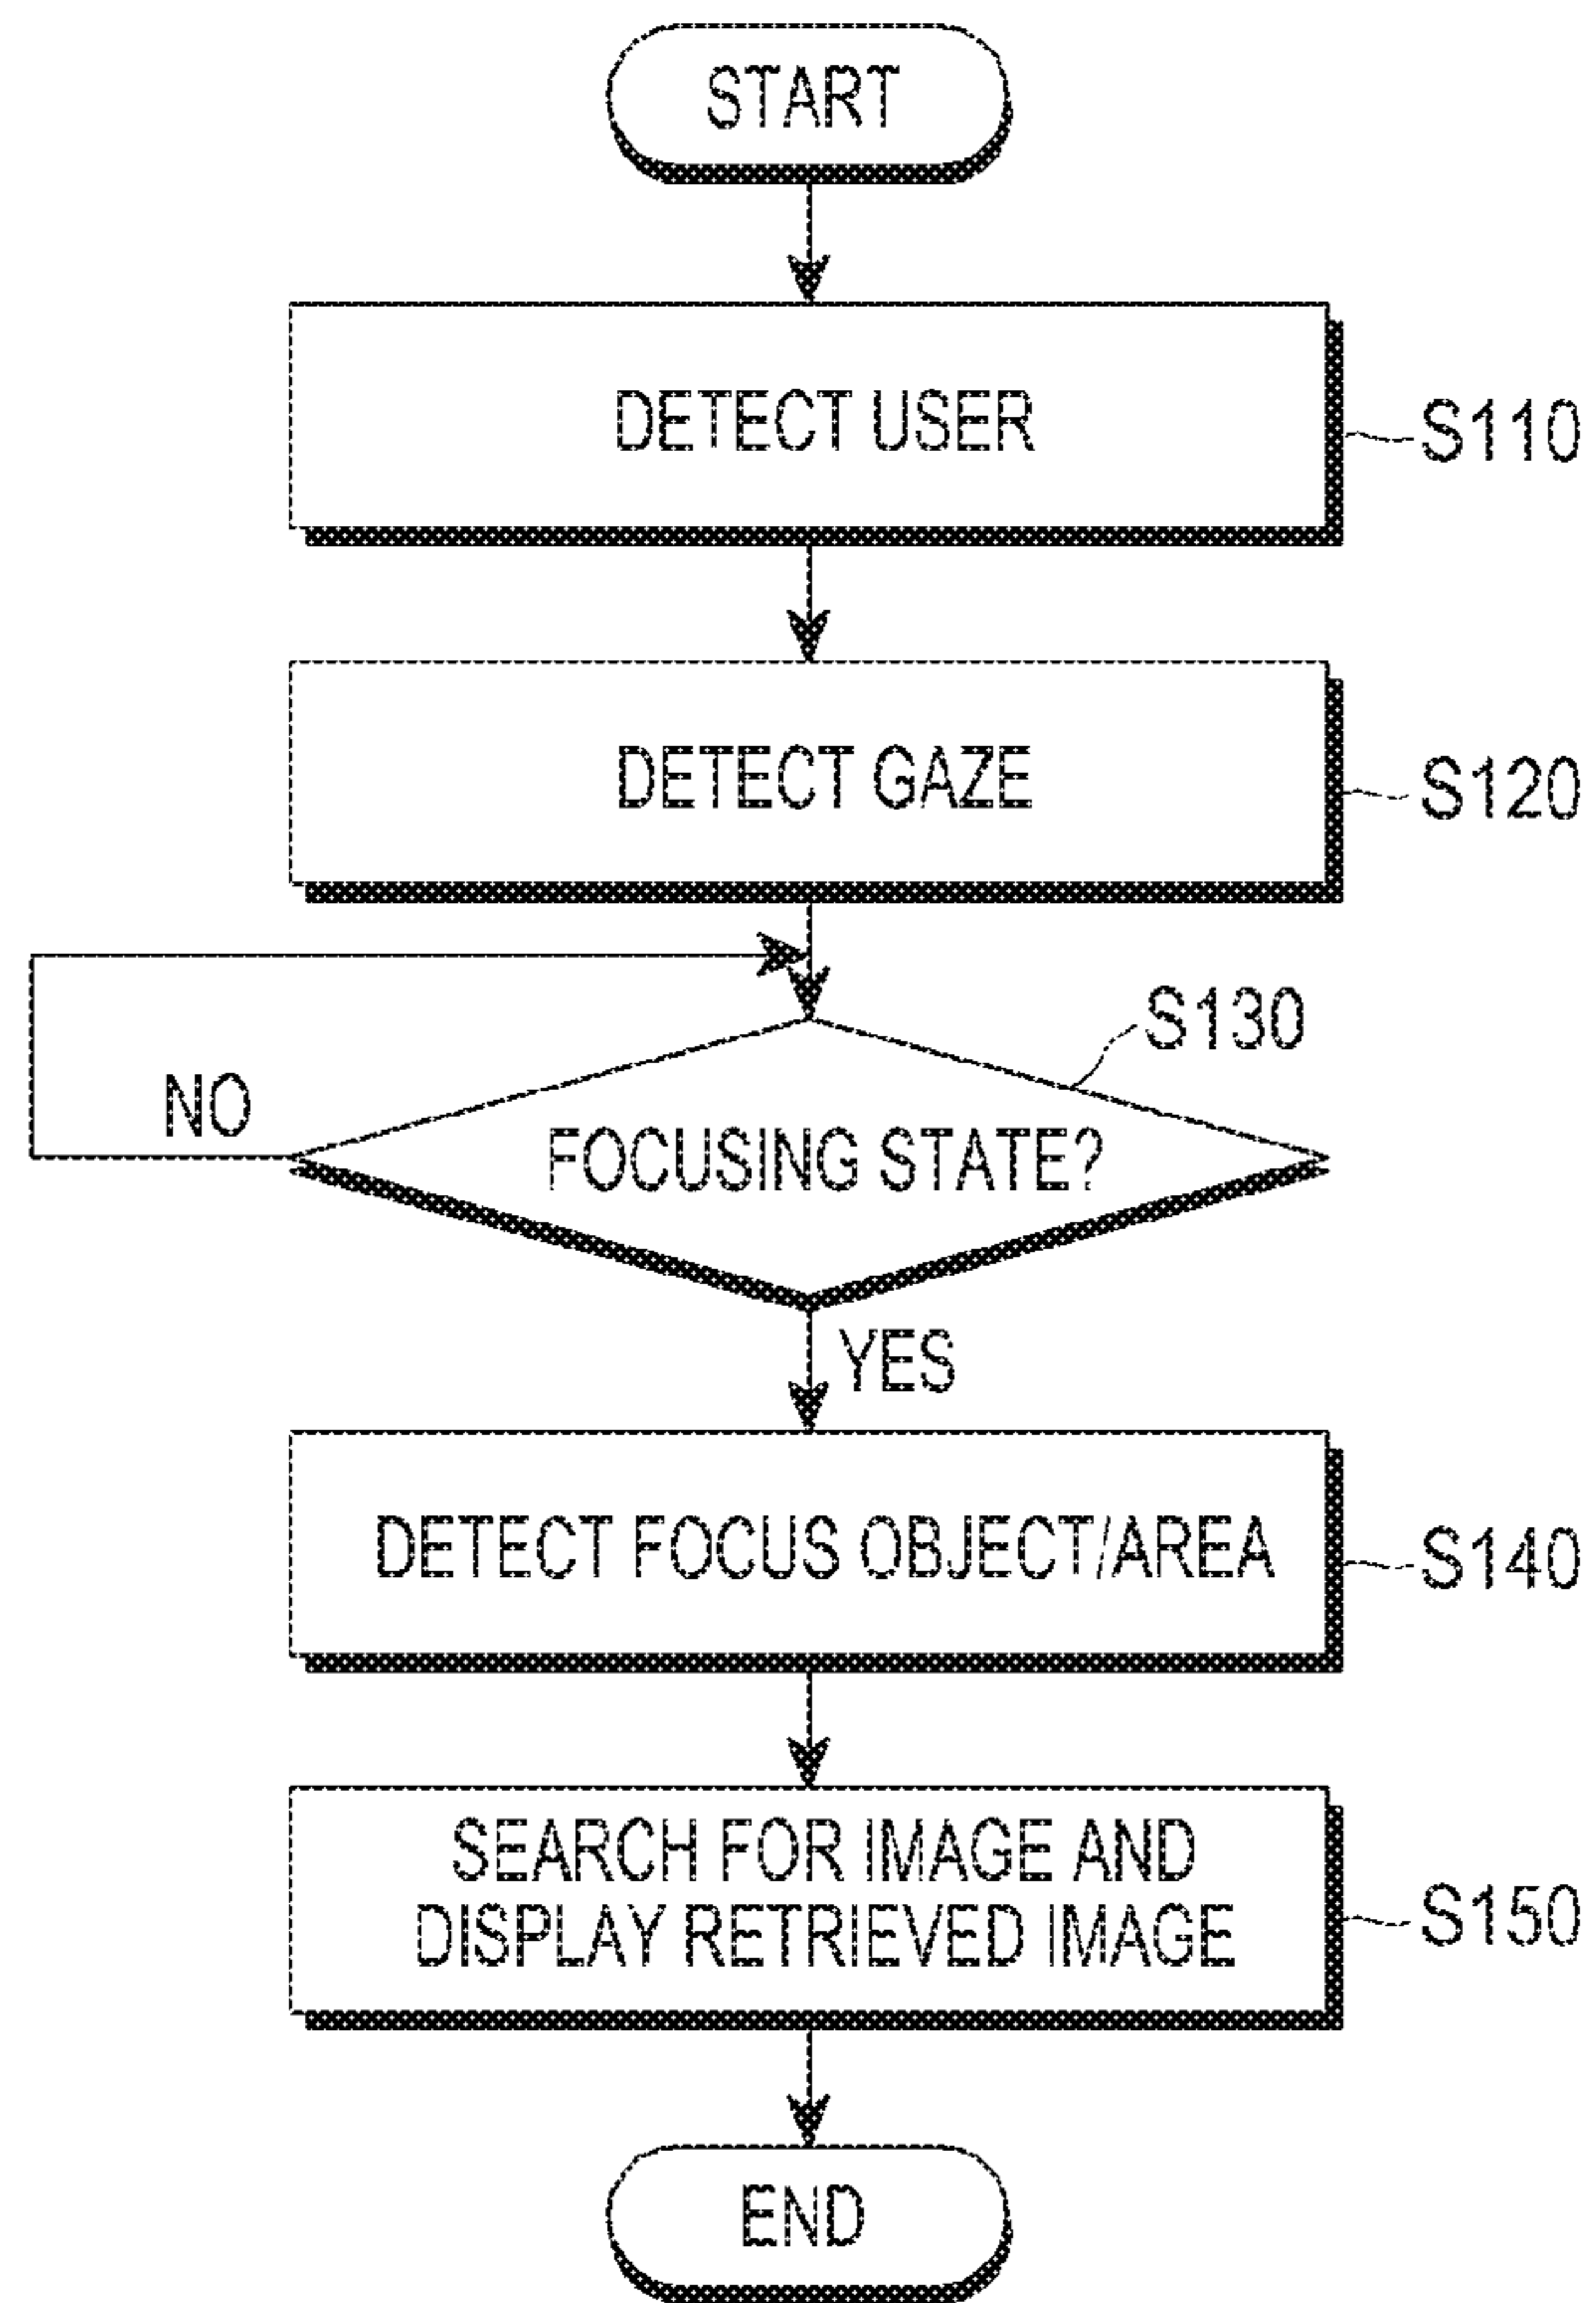 START
DETECT USER
S110
DETECT GAZE
S120
S130
NO
FOCUSING STATE?
YES
DETECT FOCUS OBJECT/AREA
S140
SEARCH FOR IMAGE AND
DISPLAY RETRIEVED IMAGE
S150
END